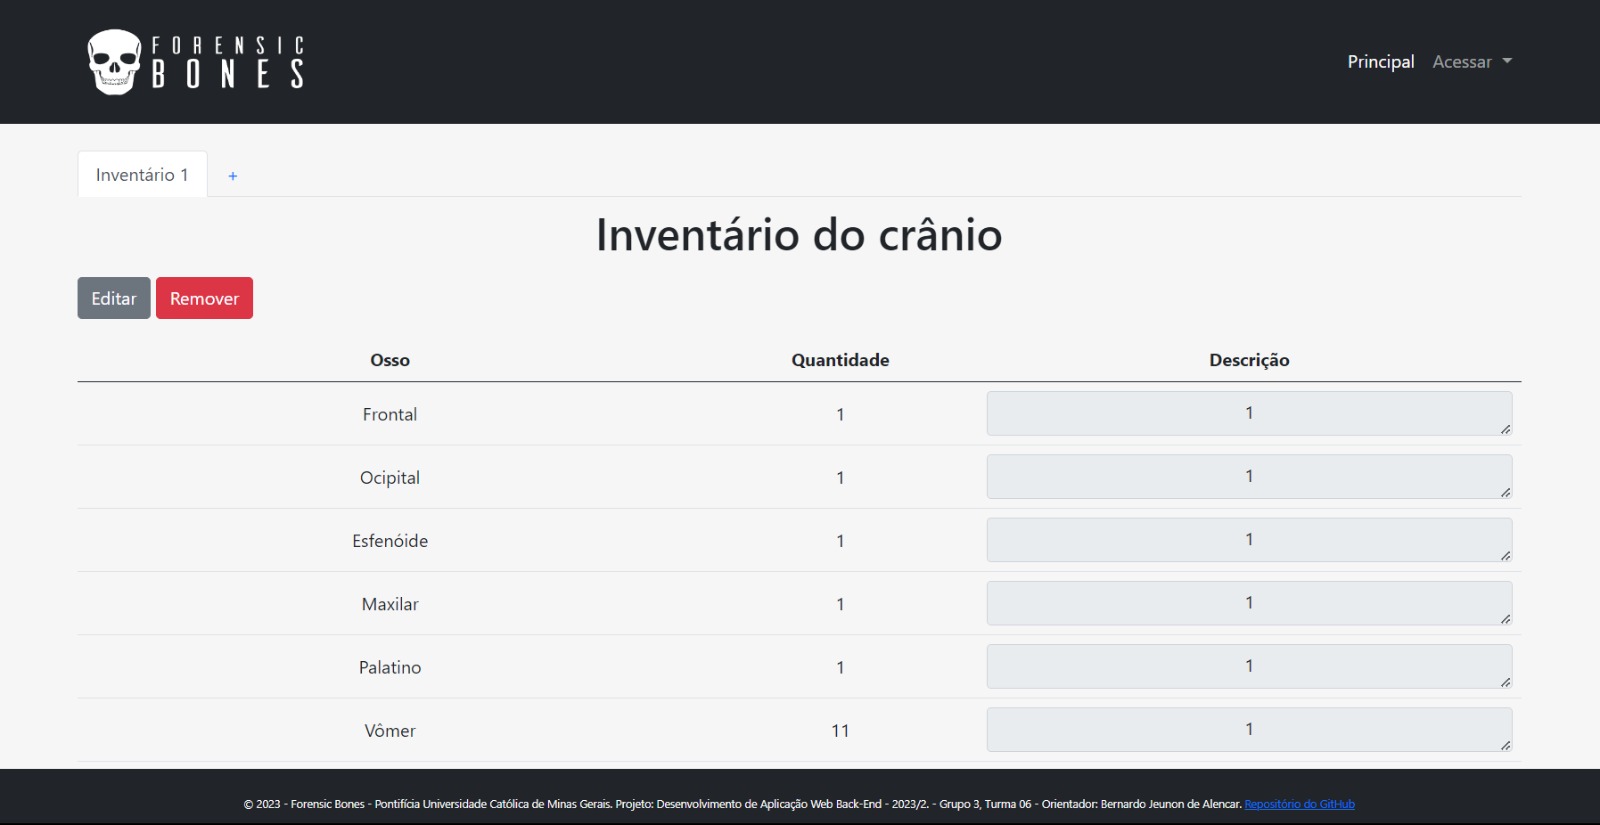 FORENSIC
BONES
Principal Acessar
Inventário 1 +
Inventário do crânio
Editar Remover
Osso Quantidade Descrição
Frontal 1 1
Ocipital 1 1
Esfenóide 1 1
Maxilar 1 1
Palatino 1 1
Vômer 11 1
© 2023 - Forensic Bones - Pontifícia Universidade Católica de Minas Gerais. Projeto: Desenvolvimento de Aplicação Web Back-End - 2023/2. - Grupo 3, Turma 06 - Orientador: Bernardo Jeunon de Alencar. Repositório do GitHub